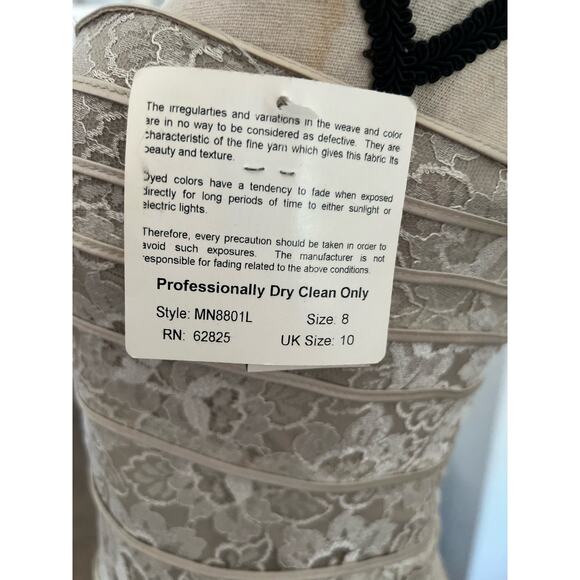 The irregularties and variations in the weave and color
are in no way to be considered as defective. They are
characteristic of the fine yarn which gives this fabric its
beauty and texture.
Dyed colors have a tendency to fade when exposed
directly for long periods of time to either sunlight or
electric lights.
Therefore, every precaution should be taken in order to
avoid such exposures. The manufacturer is not
responsible for fading related to the above conditions.
Professionally Dry Clean Only
Style: MN8801L Size: 8
RN: 62825 UK Size: 10